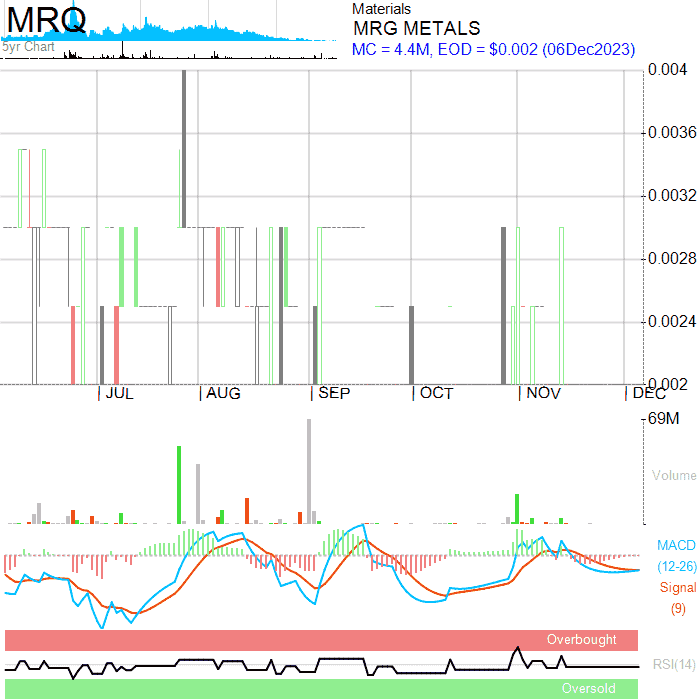 MRQ
5yr Chart
Materials
MRG METALS
MC = 4.4M, EOD = $0.002 (06Dec2023)
0.004
0.0036
0.0032
0.0028
0.0024
0.002
JUL
AUG
SEP
OCT
NOV
DEC
69M
Volume
MACD
(12-26)
Signal
(9)
Overbought
RSI(14)
Oversold